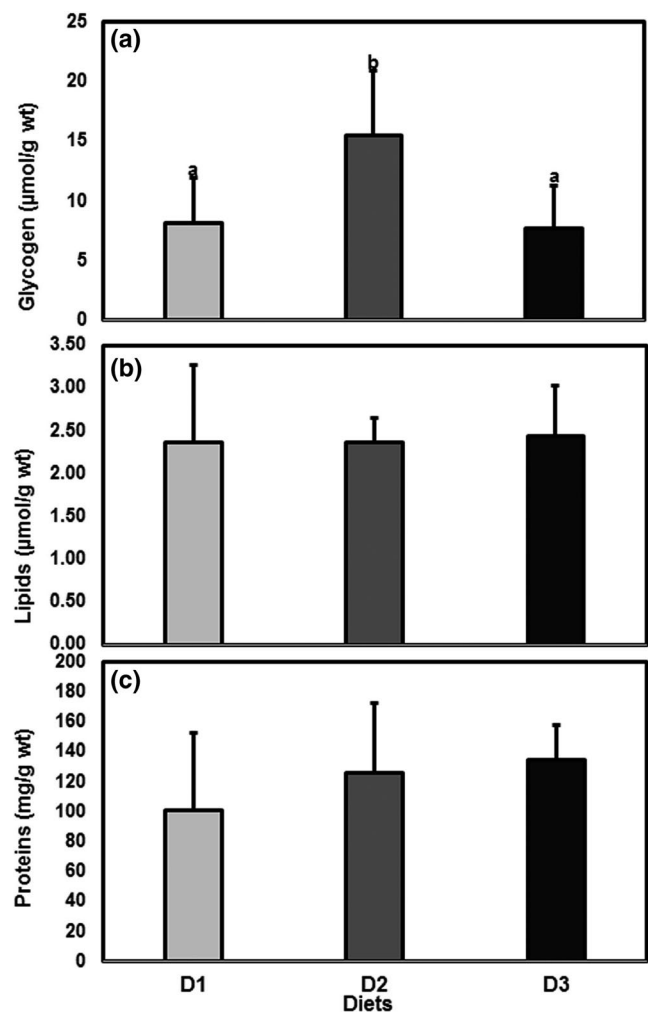 (a)
Glycogen (µmol/g wt)
25
20
15
10
5
0
a
b
a
(b)
Lipids (µmol/g wt)
3.50
3.00
2.50
2.00
1.50
1.00
0.50
0.00
(c)
Proteins (mg/g wt)
200
180
160
140
120
100
80
60
40
20
0
D1 D2 D3
Diets